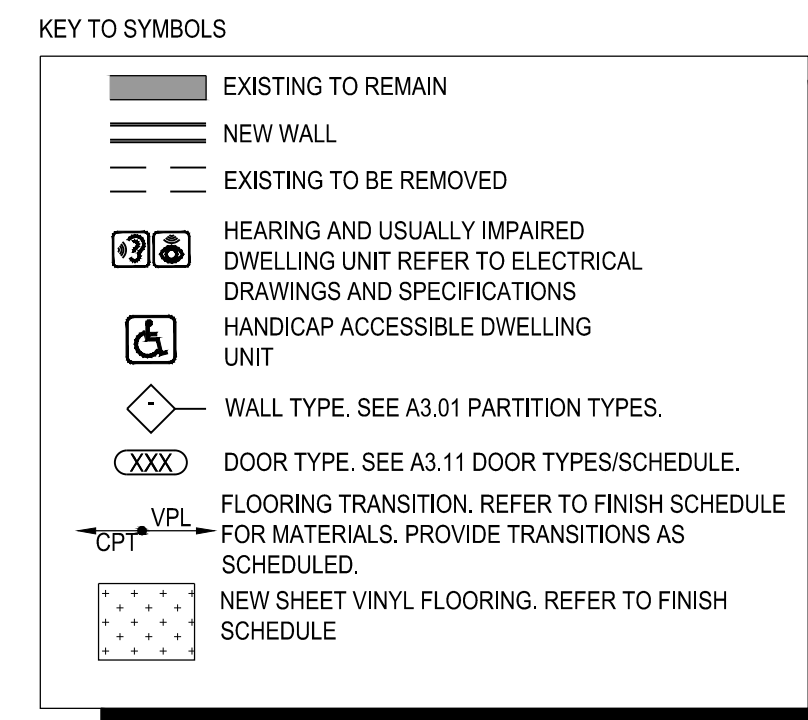 KEY TO SYMBOLS
EXISTING TO REMAIN
NEW WALL
EXISTING TO BE REMOVED
HEARING AND USUALLY IMPAIRED
DWELLING UNIT REFER TO ELECTRICAL
DRAWINGS AND SPECIFICATIONS
HANDICAP ACCESSIBLE DWELLING
UNIT
-
WALL TYPE. SEE A3.01 PARTITION TYPES.
XXX
DOOR TYPE. SEE A3.11 DOOR TYPES/SCHEDULE.
VPL
CPT
FLOORING TRANSITION. REFER TO FINISH SCHEDULE
FOR MATERIALS. PROVIDE TRANSITIONS AS
SCHEDULED.
NEW SHEET VINYL FLOORING. REFER TO FINISH
SCHEDULE